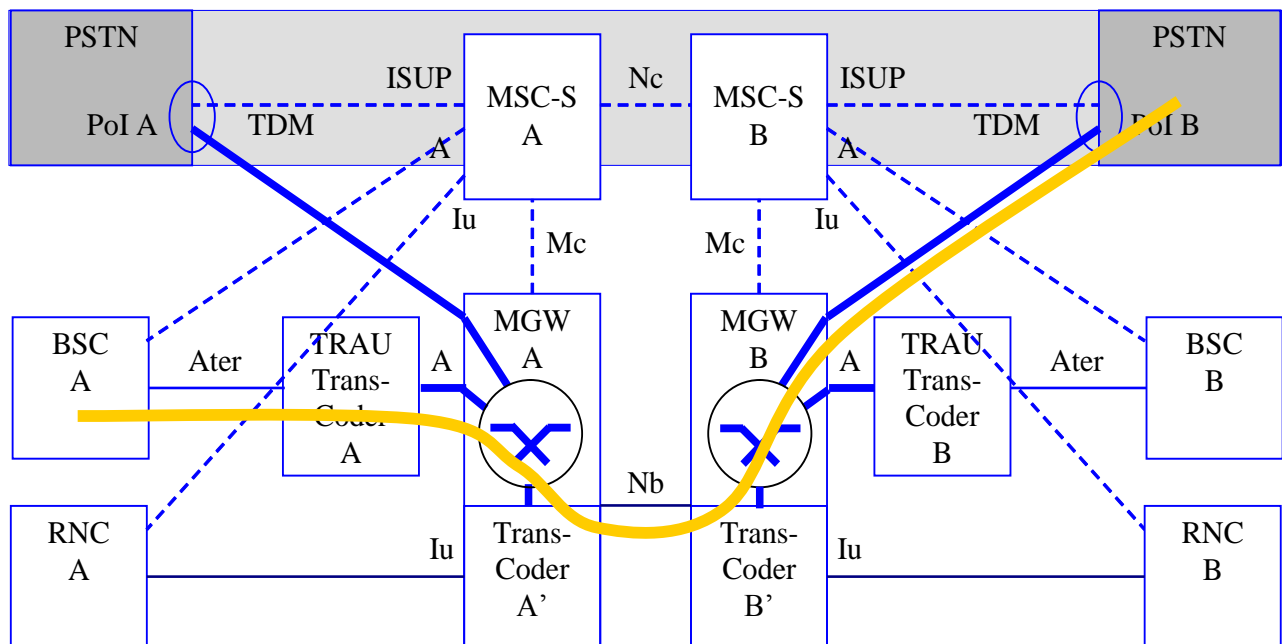 PSTN
PSTN
ISUP
Nc
ISUP
MSC-S
A
MSC-S
B
PoI A
TDM
TDM
PoI B
A
A
Iu
Iu
Mc
Mc
MGW
A
MGW
B
BSC
A
Ater
TRAU
Trans-
Coder
A
A
A
TRAU
Trans-
Coder
B
Ater
BSC
B
Nb
RNC
A
Iu
Trans-
Coder
A’
Trans-
Coder
B’
Iu
RNC
B